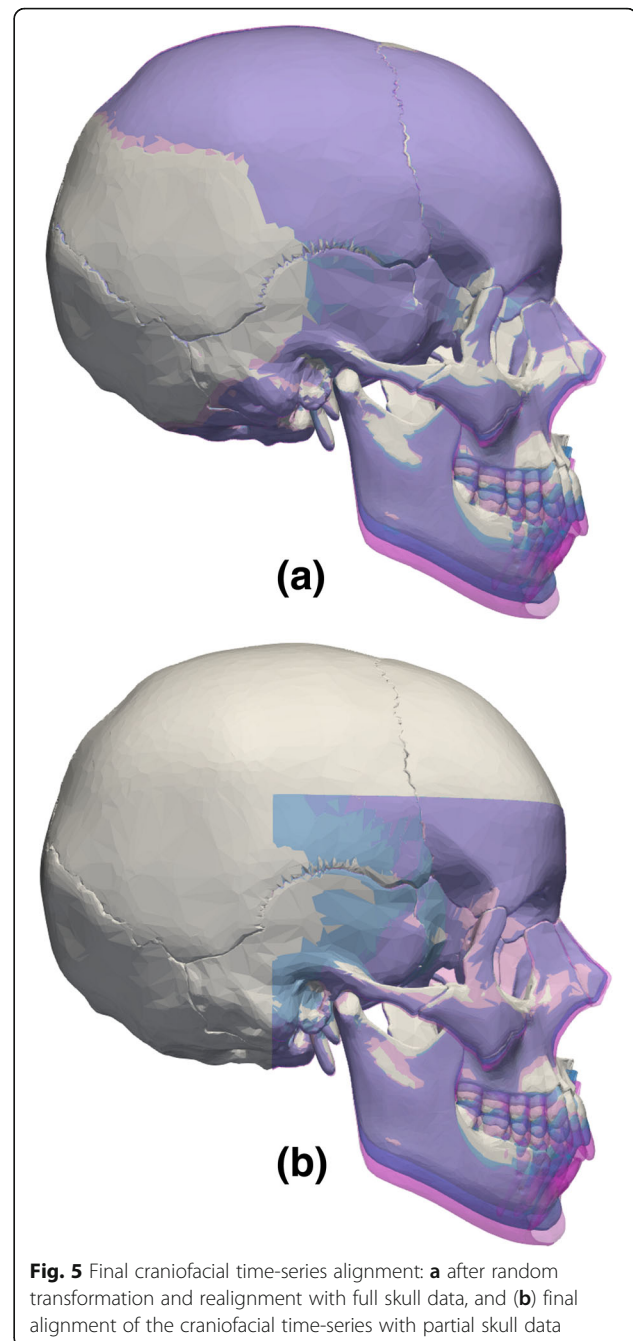 (a)
(b)
Fig. 5 Final craniofacial time-series alignment: a after random
transformation and realignment with full skull data, and (b) final
alignment of the craniofacial time-series with partial skull data